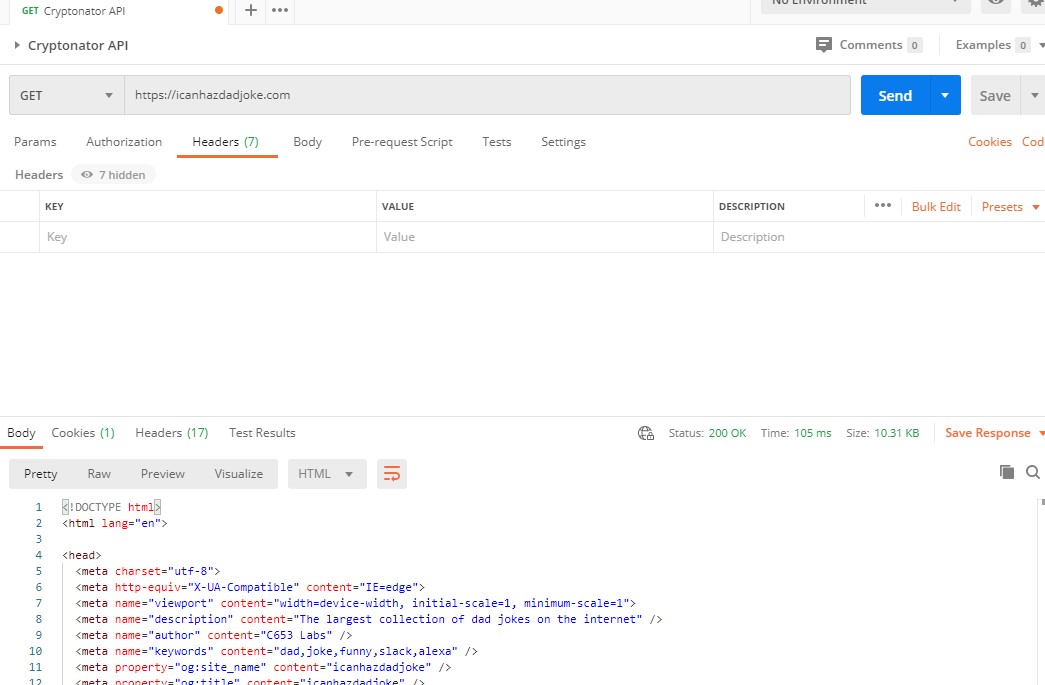 GET Cryptonator API
No Environment
Cryptonator API Comments 0 Examples 0
GET https://icanhazdadjoke.com Send Save
Params Authorization Headers (7) Body Pre-request Script Tests Settings Cookies Cod
Headers 7 hidden
KEY VALUE DESCRIPTION ••• Bulk Edit Presets
Key Value Description
Body Cookies (1) Headers (17) Test Results Status: 200 OK Time: 105 ms Size: 10.31 KB Save Response
Pretty Raw Preview Visualize HTML
1 <!DOCTYPE html>
2 <html lang="en">
3
4 <head>
5 <meta charset="utf-8">
6 <meta http-equiv="X-UA-Compatible" content="IE=edge">
7 <meta name="viewport" content="width=device-width, initial-scale=1, minimum-scale=1">
8 <meta name="description" content="The largest collection of dad jokes on the internet" />
9 <meta name="author" content="C653 Labs" />
10 <meta name="keywords" content="dad,joke,funny,slack,alexa" />
11 <meta property="og:site_name" content="icanhazdadjoke" />
12 <meta property="og:title" content="icanhazdadjoke" />